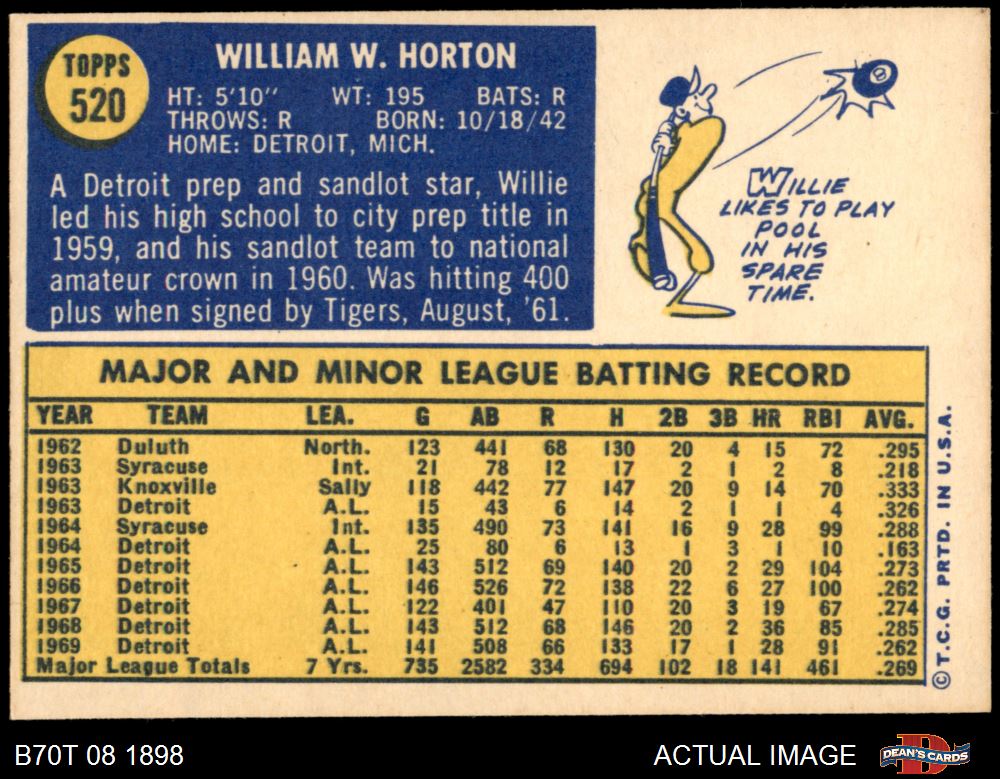 TOPPS
520
WILLIAM W. HORTON
HT: 5'10" WT: 195 BATS: R
THROWS: R BORN: 10/18/42
HOME: DETROIT, MICH.
A Detroit prep and sandlot star, Willie
led his high school to city prep title in
1959, and his sandlot team to national
amateur crown in 1960. Was hitting 400
plus when signed by Tigers, August, '61.
8
WILLIE
LIKES TO PLAY
POOL
IN HIS
SPARE
TIME.
MAJOR AND MINOR LEAGUE BATTING RECORD
YEAR TEAM LEA. G AB R H 2B 3B HR RBI AVG.
1962 Duluth North. 123 441 68 130 20 4 15 72 .295
1963 Syracuse Int. 21 78 12 17 2 1 2 8 .218
1963 Knoxville Sally 118 442 77 147 20 9 14 70 .333
1963 Detroit A.L. 15 43 6 14 2 1 1 4 .326
1964 Syracuse Int. 135 490 73 141 16 9 28 99 .288
1964 Detroit A.L. 25 80 6 13 1 3 1 10 .163
1965 Detroit A.L. 143 512 69 140 20 2 29 104 .273
1966 Detroit A.L. 146 526 72 138 22 6 27 100 .262
1967 Detroit A.L. 122 401 47 110 20 3 19 67 .274
1968 Detroit A.L. 143 512 68 146 20 2 36 85 .285
1969 Detroit A.L. 141 508 66 133 17 1 28 91 .262
Major League Totals 7 Yrs. 735 2582 334 694 102 18 141 461 .269
©T.C.G. PRTD. IN U.S.A.
B70T 08 1898
ACTUAL IMAGE
DEAN'S CARDS